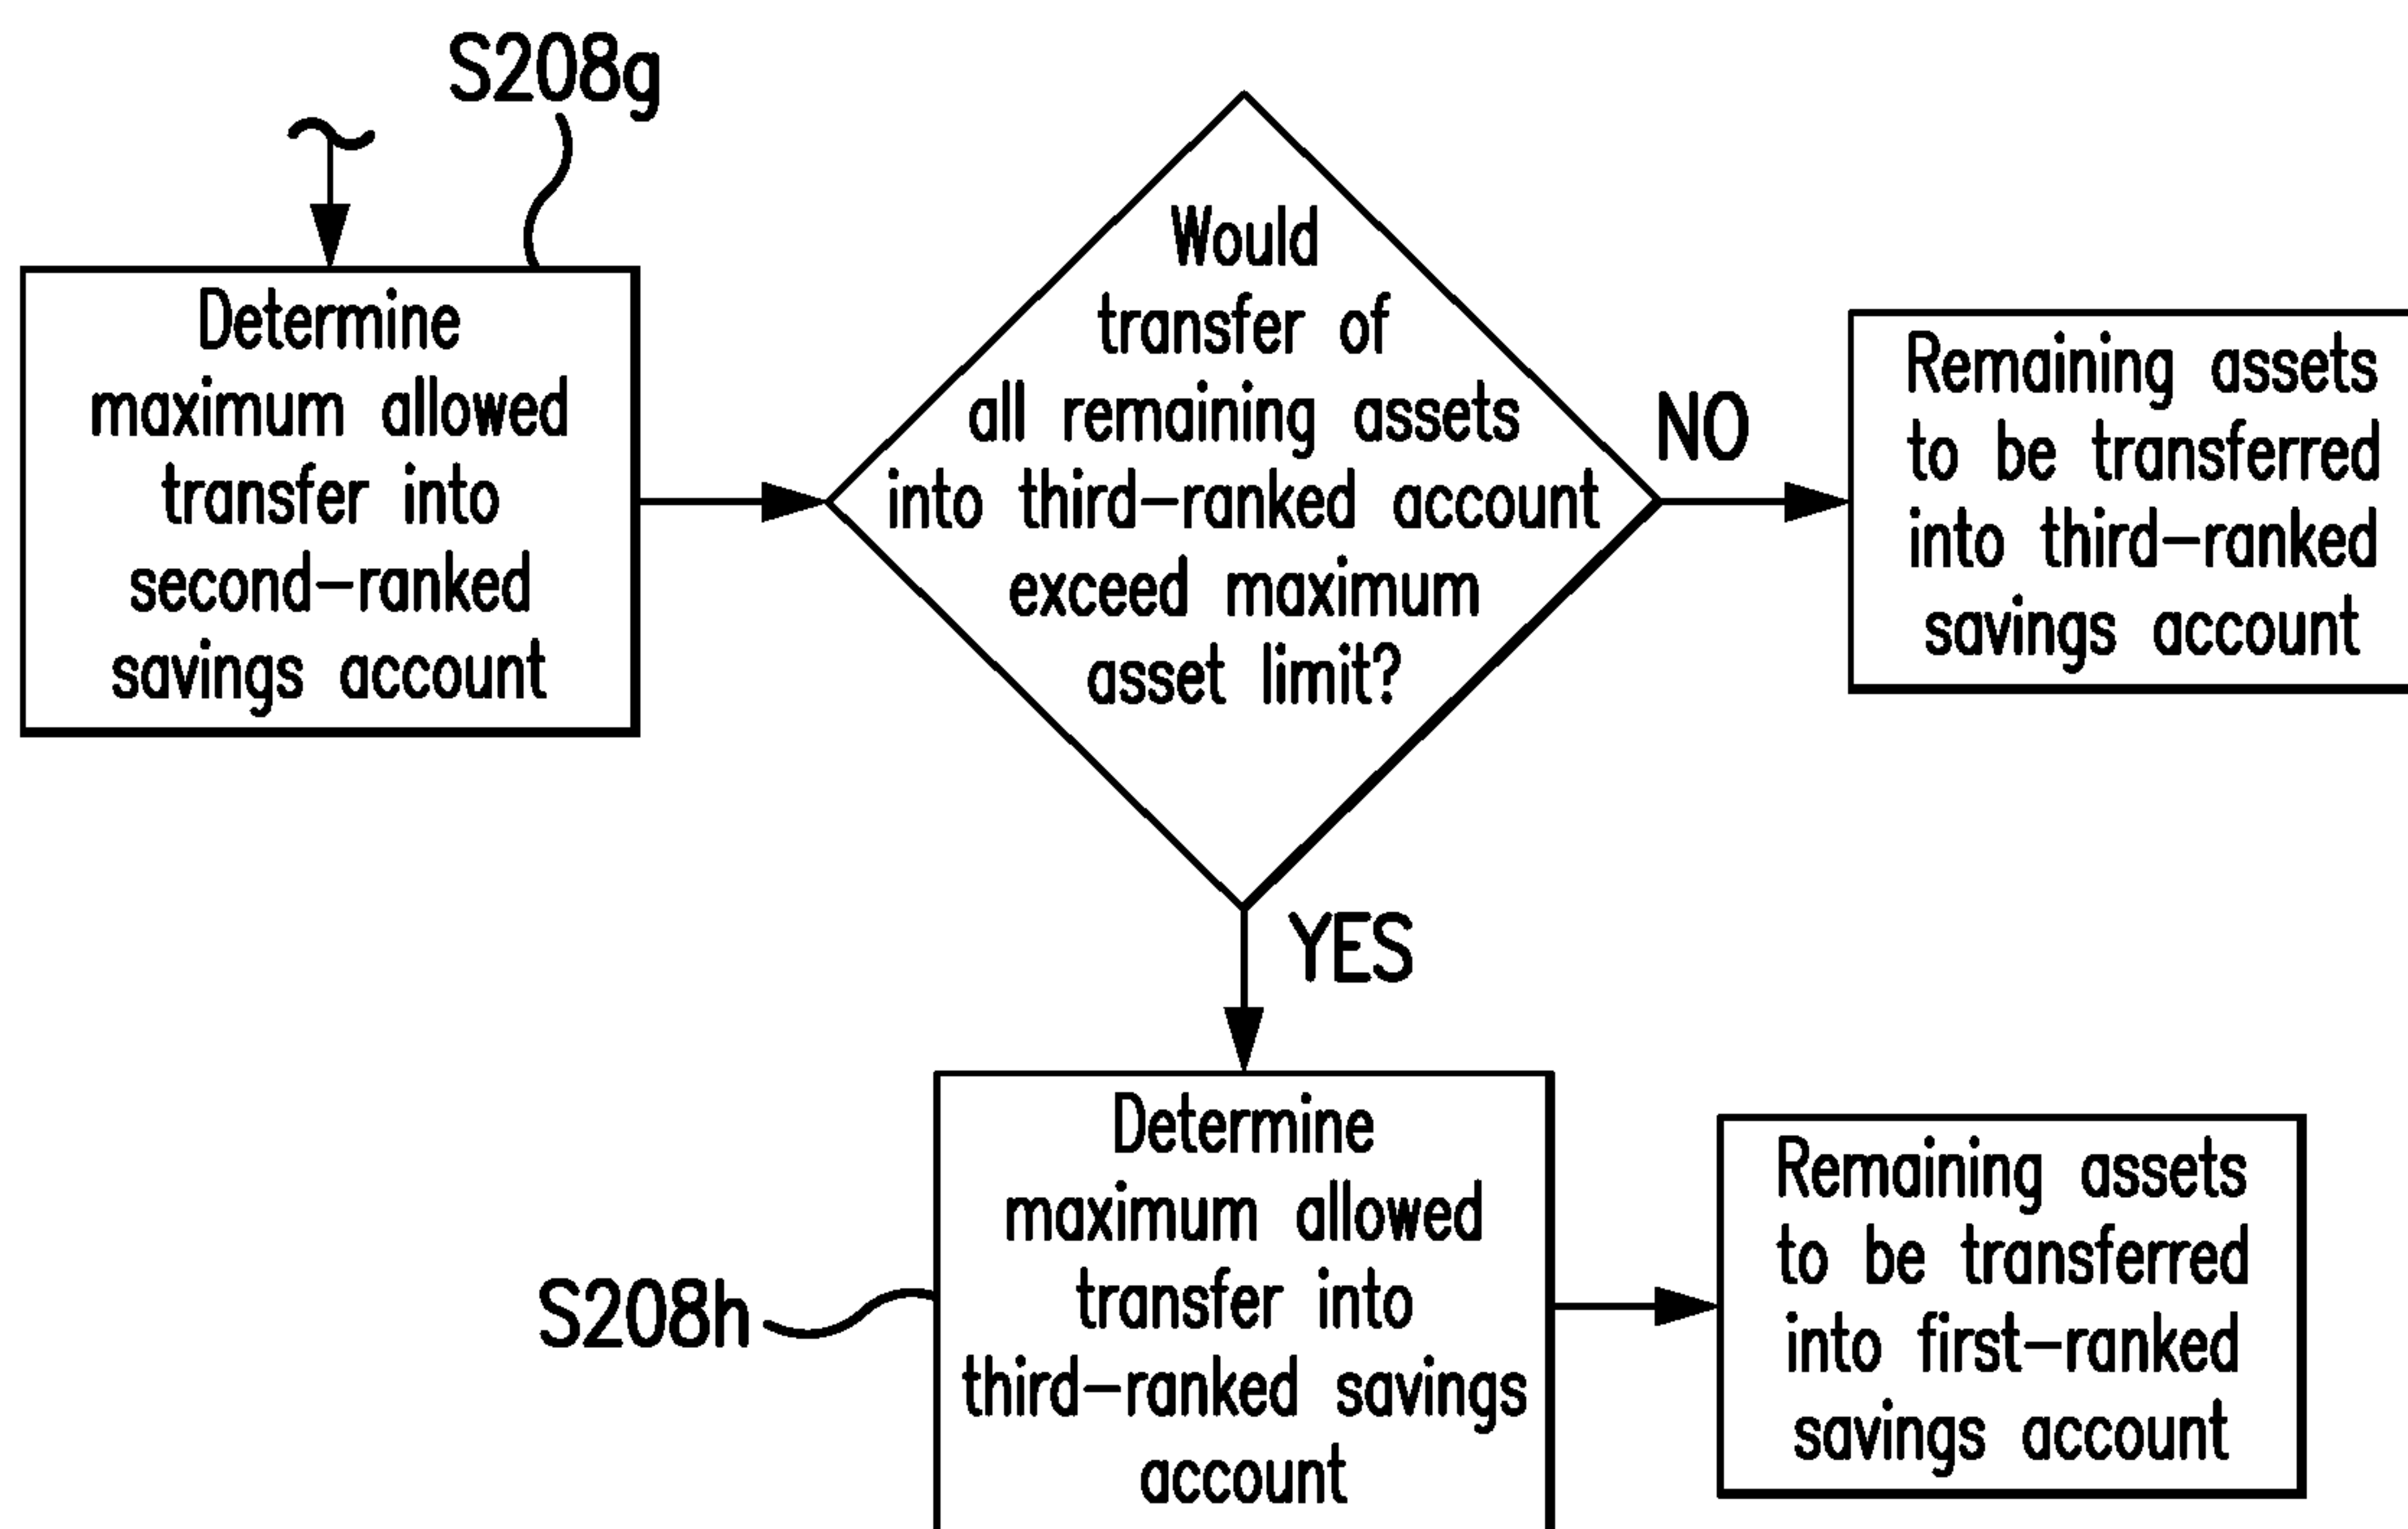 S208g
Determine
maximum allowed
transfer into
second-ranked
savings account
Would
transfer of
all remaining assets
into third-ranked account
exceed maximum
asset limit?
NO
Remaining assets
to be transferred
into third-ranked
savings account
YES
S208h
Determine
maximum allowed
transfer into
third-ranked savings
account
Remaining assets
to be transferred
into first-ranked
savings account